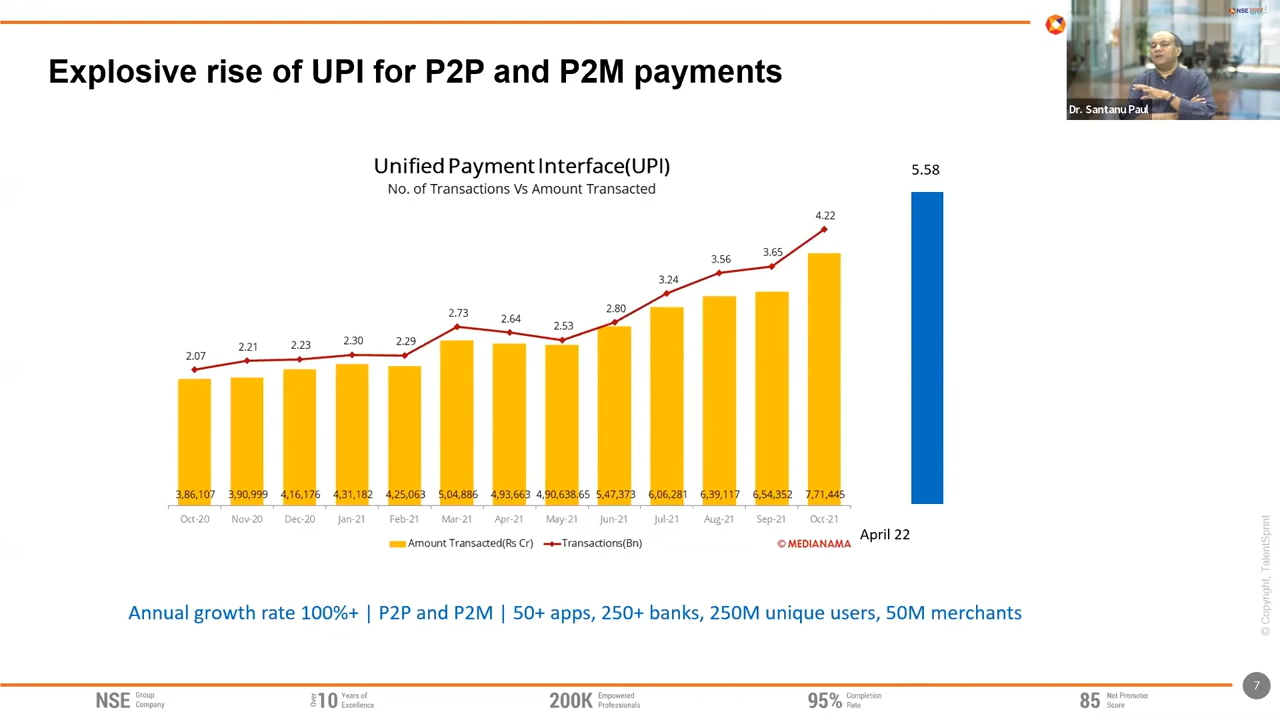 Explosive rise of UPI for P2P and P2M payments
NSE
Dr. Santanu Paul
Unified Payment Interface(UPI)
No. of Transactions Vs Amount Transacted
5.58
2.07 2.21 2.23 2.30 2.29 2.73 2.64 2.53 2.80 3.24 3.56 3.65 4.22
3,86,107 3,90,999 4,16,176 4,31,182 4,25,063 5,04,886 4,93,663 4,90,638.65 5,47,373 6,06,281 6,39,117 6,54,352 7,71,445
Oct-20 Nov-20 Dec-20 Jan-21 Feb-21 Mar-21 Apr-21 May-21 Jun-21 Jul-21 Aug-21 Sep-21 Oct-21
April 22
Amount Transacted(Rs Cr) Transactions(Bn)
© MEDIANAMA
Annual growth rate 100%+ | P2P and P2M | 50+ apps, 250+ banks, 250M unique users, 50M merchants
© Copyright, TalentSprint
7
NSE Group Company
Over 10 Years of Excellence
200K Empowered Professionals
95% Completion Rate
85 Net Promoter Score